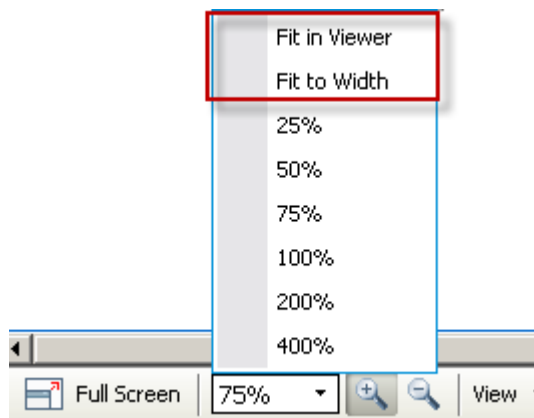 Fit in Viewer
Fit to Width
25%
50%
75%
100%
200%
400%
Full Screen 75% View